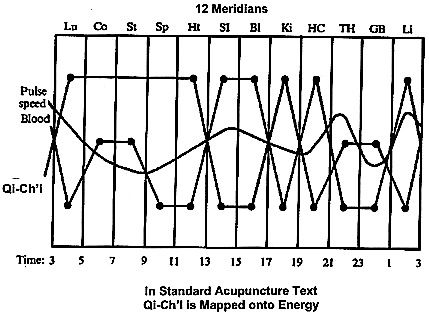 12 Meridians
Lu Co St Sp Ht SI Bl Ki HC TH GB Li
Pulse
speed
Blood
Qi-Ch'I
Time: 3 5 7 9 11 13 15 17 19 21 23 1 3
In Standard Acupuncture Text
Qi-Ch'I is Mapped onto Energy